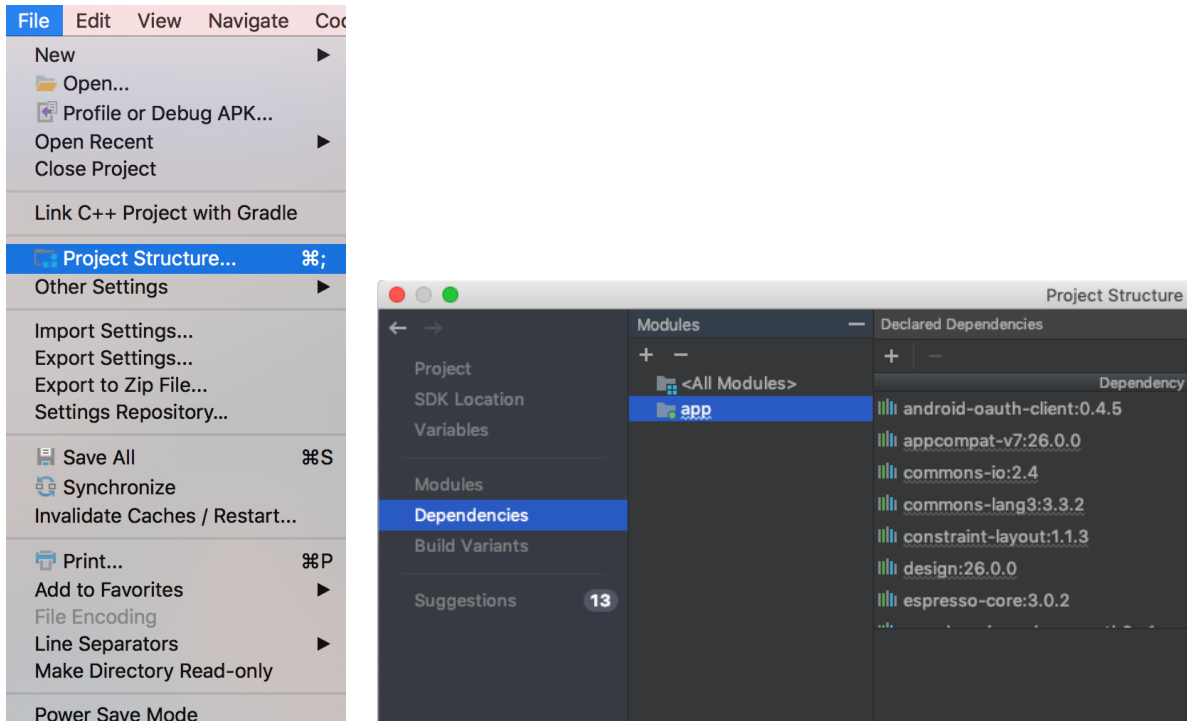 File Edit View Navigate
New
Open...
Profile or Debug APK...
Open Recent
Close Project
Link C++ Project with Gradle
Project Structure... ⌘;
Other Settings
Import Settings...
Export Settings...
Export to Zip File...
Settings Repository...
Save All ⌘S
Synchronize
Invalidate Caches / Restart...
Print... ⌘P
Add to Favorites
File Encoding
Line Separators
Make Directory Read-only
Power Save Mode
Project Structure
Project
SDK Location
Variables
Modules
Dependencies
Build Variants
Suggestions 13
Modules
<All Modules>
app
Declared Dependencies
Dependency
android-oauth-client:0.4.5
appcompat-v7:26.0.0
commons-io:2.4
commons-lang3:3.3.2
constraint-layout:1.1.3
design:26.0.0
espresso-core:3.0.2